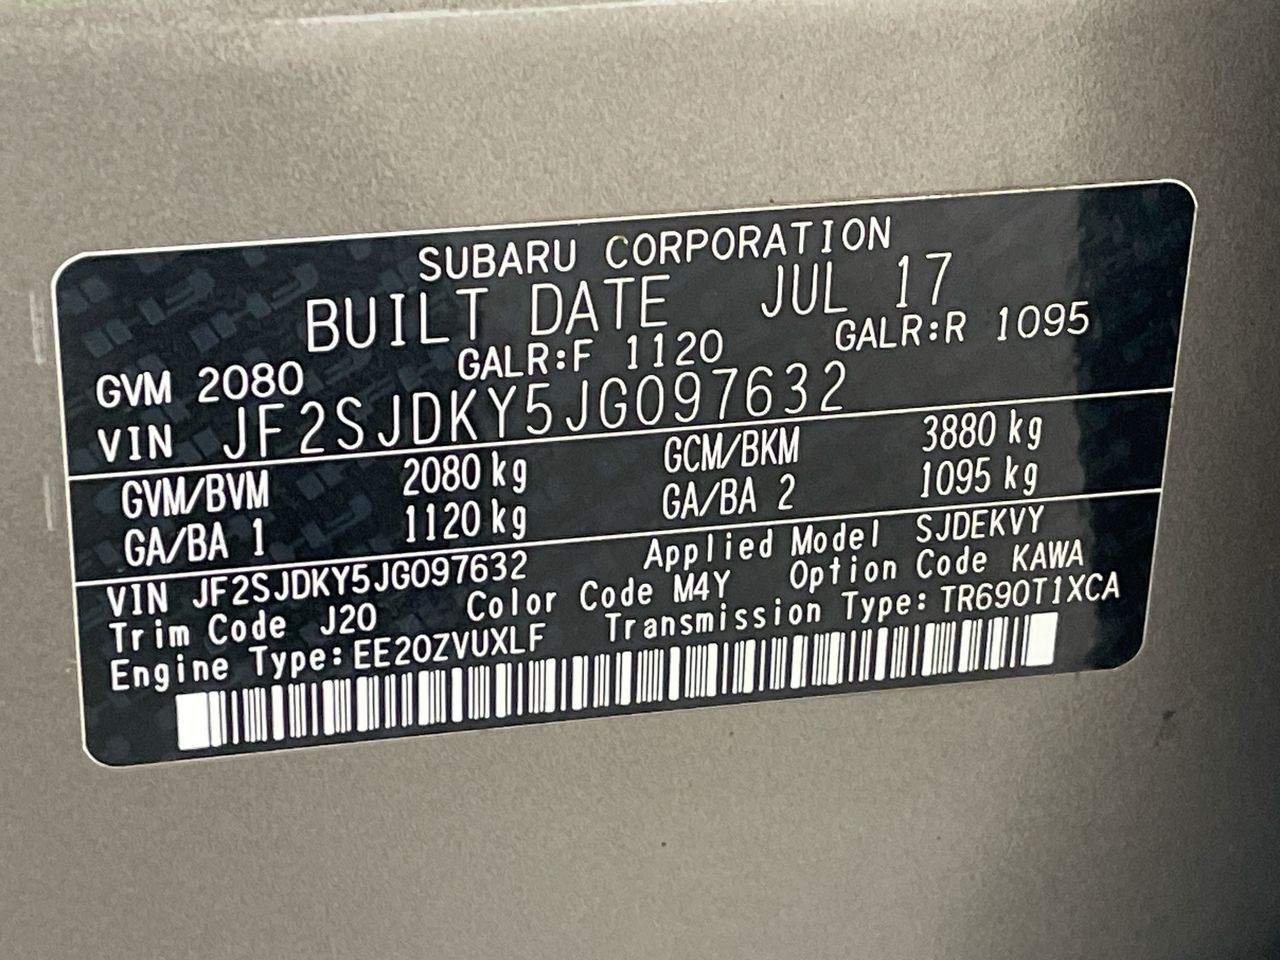 SUBARU CORPORATION
BUILT DATE JUL 17
GVM 2080 GALR:F 1120 GALR:R 1095
VIN JF2SJDKY5JG097632
GVM/BVM 2080 kg GCM/BKM 3880 kg
GA/BA 1 1120 kg GA/BA 2 1095 kg
VIN JF2SJDKY5JG097632 Applied Model SJDEKVY
Trim Code J20 Color Code M4Y Option Code KAWA
Engine Type: EE20ZVUXLF Transmission Type: TR690T1XCA